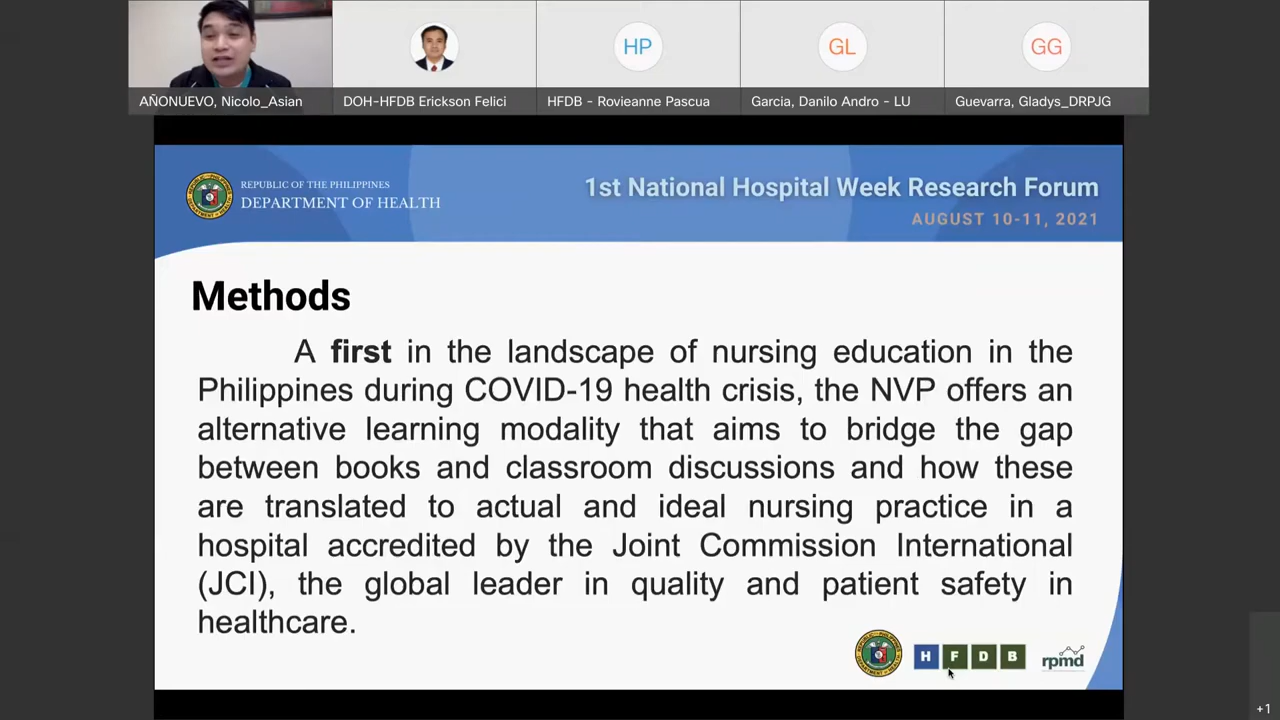 HP
GL
GG
AÑONUEVO, Nicolo_Asian
DOH-HFDB Erickson Felici
HFDB - Rovieanne Pascua
Garcia, Danilo Andro - LU
Guevarra, Gladys_DRPJG
REPUBLIC OF THE PHILIPPINES
DEPARTMENT OF HEALTH
1st National Hospital Week Research Forum
AUGUST 10-11, 2021
Methods
A first in the landscape of nursing education in the
Philippines during COVID-19 health crisis, the NVP offers an
alternative learning modality that aims to bridge the gap
between books and classroom discussions and how these
are translated to actual and ideal nursing practice in a
hospital accredited by the Joint Commission International
(JCI), the global leader in quality and patient safety in
healthcare.
H F D B
rpmd
+1